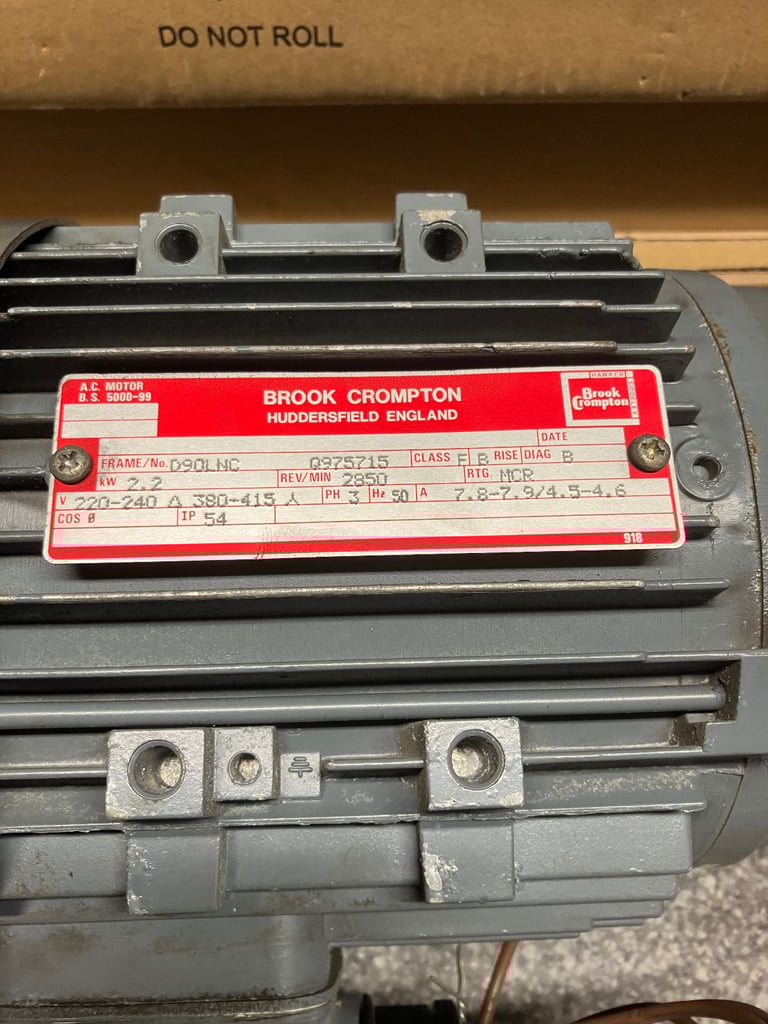 DO NOT ROLL
A.C. MOTOR
B.S. 5000-99
BROOK CROMPTON
HUDDERSFIELD ENGLAND
HAWKER
SIDDELEY
Brook
Crompton
DATE
FRAME/No. D90LNC Q975715 CLASS F B RISE DIAG B
kW 2.2 REV/MIN 2850 RTG. MCR
V 220-240 Δ 380-415 ⅄ PH 3 Hz 50 A 7.8-7.9/4.5-4.6
COS Ø IP 54
918